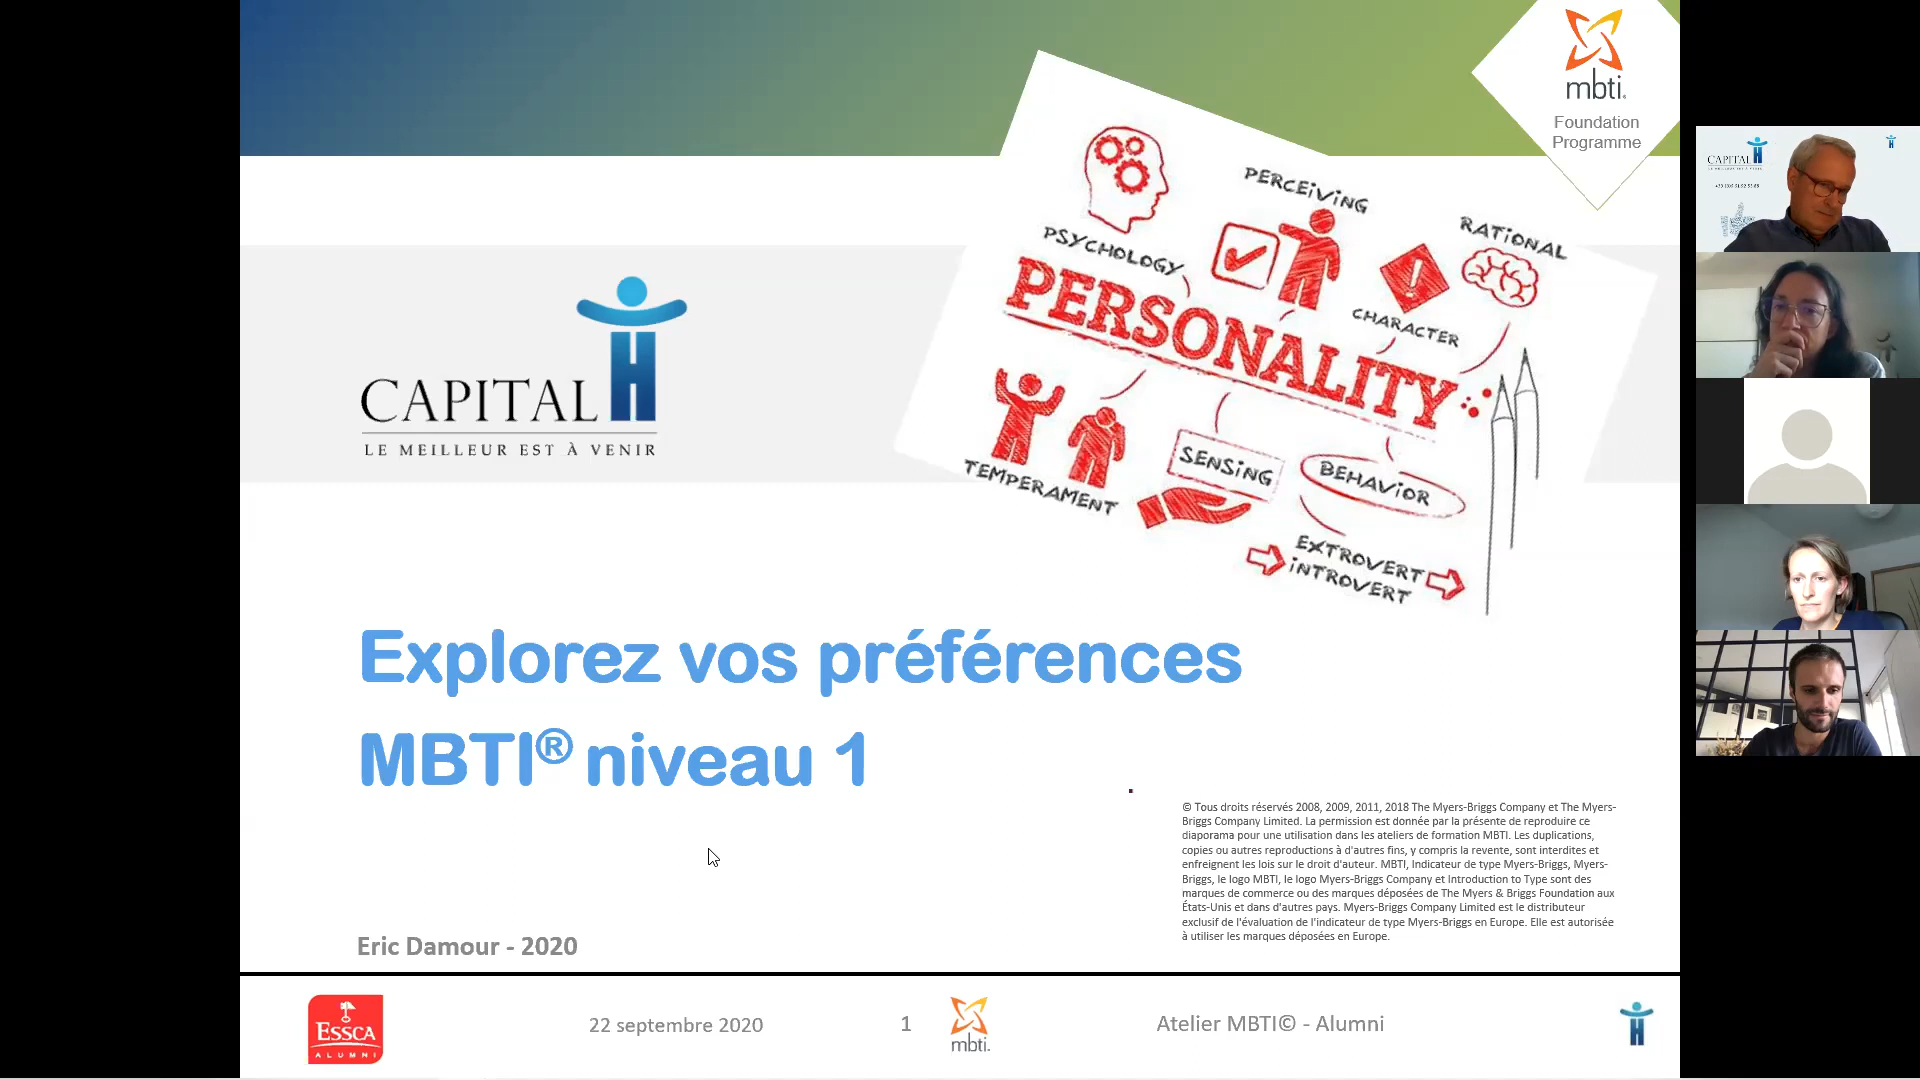 mbti®
Foundation
Programme
PERCEIVING
RATIONAL
PSYCHOLOGY
PERSONALITY
CHARACTER
TEMPERAMENT
SENSING
BEHAVIOR
EXTROVERT
INTROVERT
CAPITAL H
LE MEILLEUR EST À VENIR
Explorez vos préférences
MBTI® niveau 1
© Tous droits réservés 2008, 2009, 2011, 2018 The Myers-Briggs Company et The Myers-
Briggs Company Limited. La permission est donnée par la présente de reproduire ce
diaporama pour une utilisation dans les ateliers de formation MBTI. Les duplications,
copies ou autres reproductions à d'autres fins, y compris la revente, sont interdites et
enfreignent les lois sur le droit d'auteur. MBTI, Indicateur de type Myers-Briggs, Myers-
Briggs, le logo MBTI, le logo Myers-Briggs Company et Introduction to Type sont des
marques de commerce ou des marques déposées de The Myers & Briggs Foundation aux
États-Unis et dans d'autres pays. Myers-Briggs Company Limited est le distributeur
exclusif de l'évaluation de l'indicateur de type Myers-Briggs en Europe. Elle est autorisée
à utiliser les marques déposées en Europe.
Eric Damour - 2020
ESSCA
ALUMNI
22 septembre 2020
1
mbti.
Atelier MBTI© - Alumni
CAPITAL H